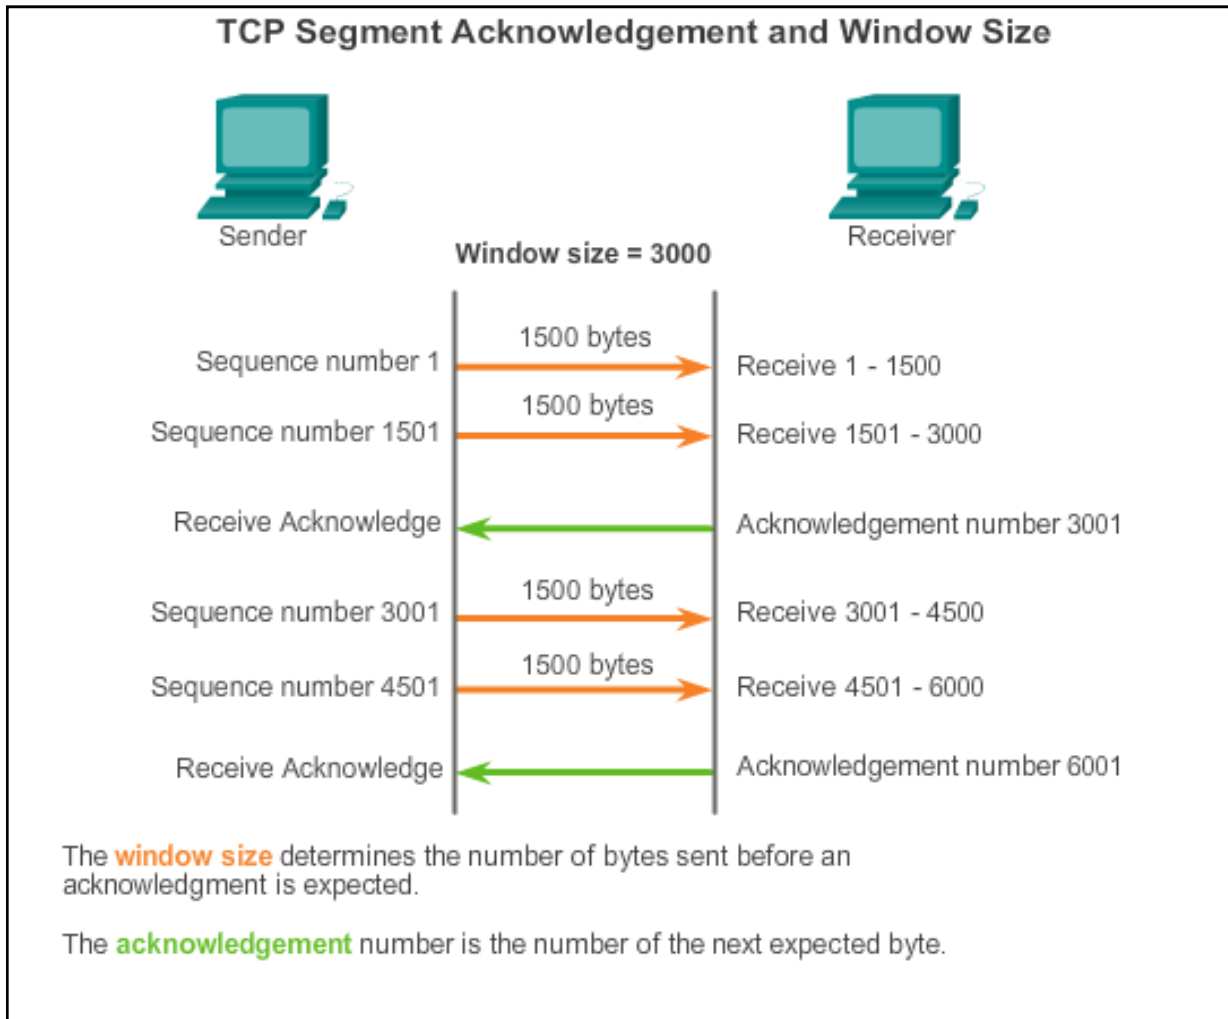 TCP Segment Acknowledgement and Window Size
Sender
Receiver
Window size = 3000
1500 bytes
Sequence number 1
Receive 1 - 1500
1500 bytes
Sequence number 1501
Receive 1501 - 3000
Receive Acknowledge
Acknowledgement number 3001
1500 bytes
Sequence number 3001
Receive 3001 - 4500
1500 bytes
Sequence number 4501
Receive 4501 - 6000
Receive Acknowledge
Acknowledgement number 6001
The window size determines the number of bytes sent before an
acknowledgment is expected.
The acknowledgement number is the number of the next expected byte.